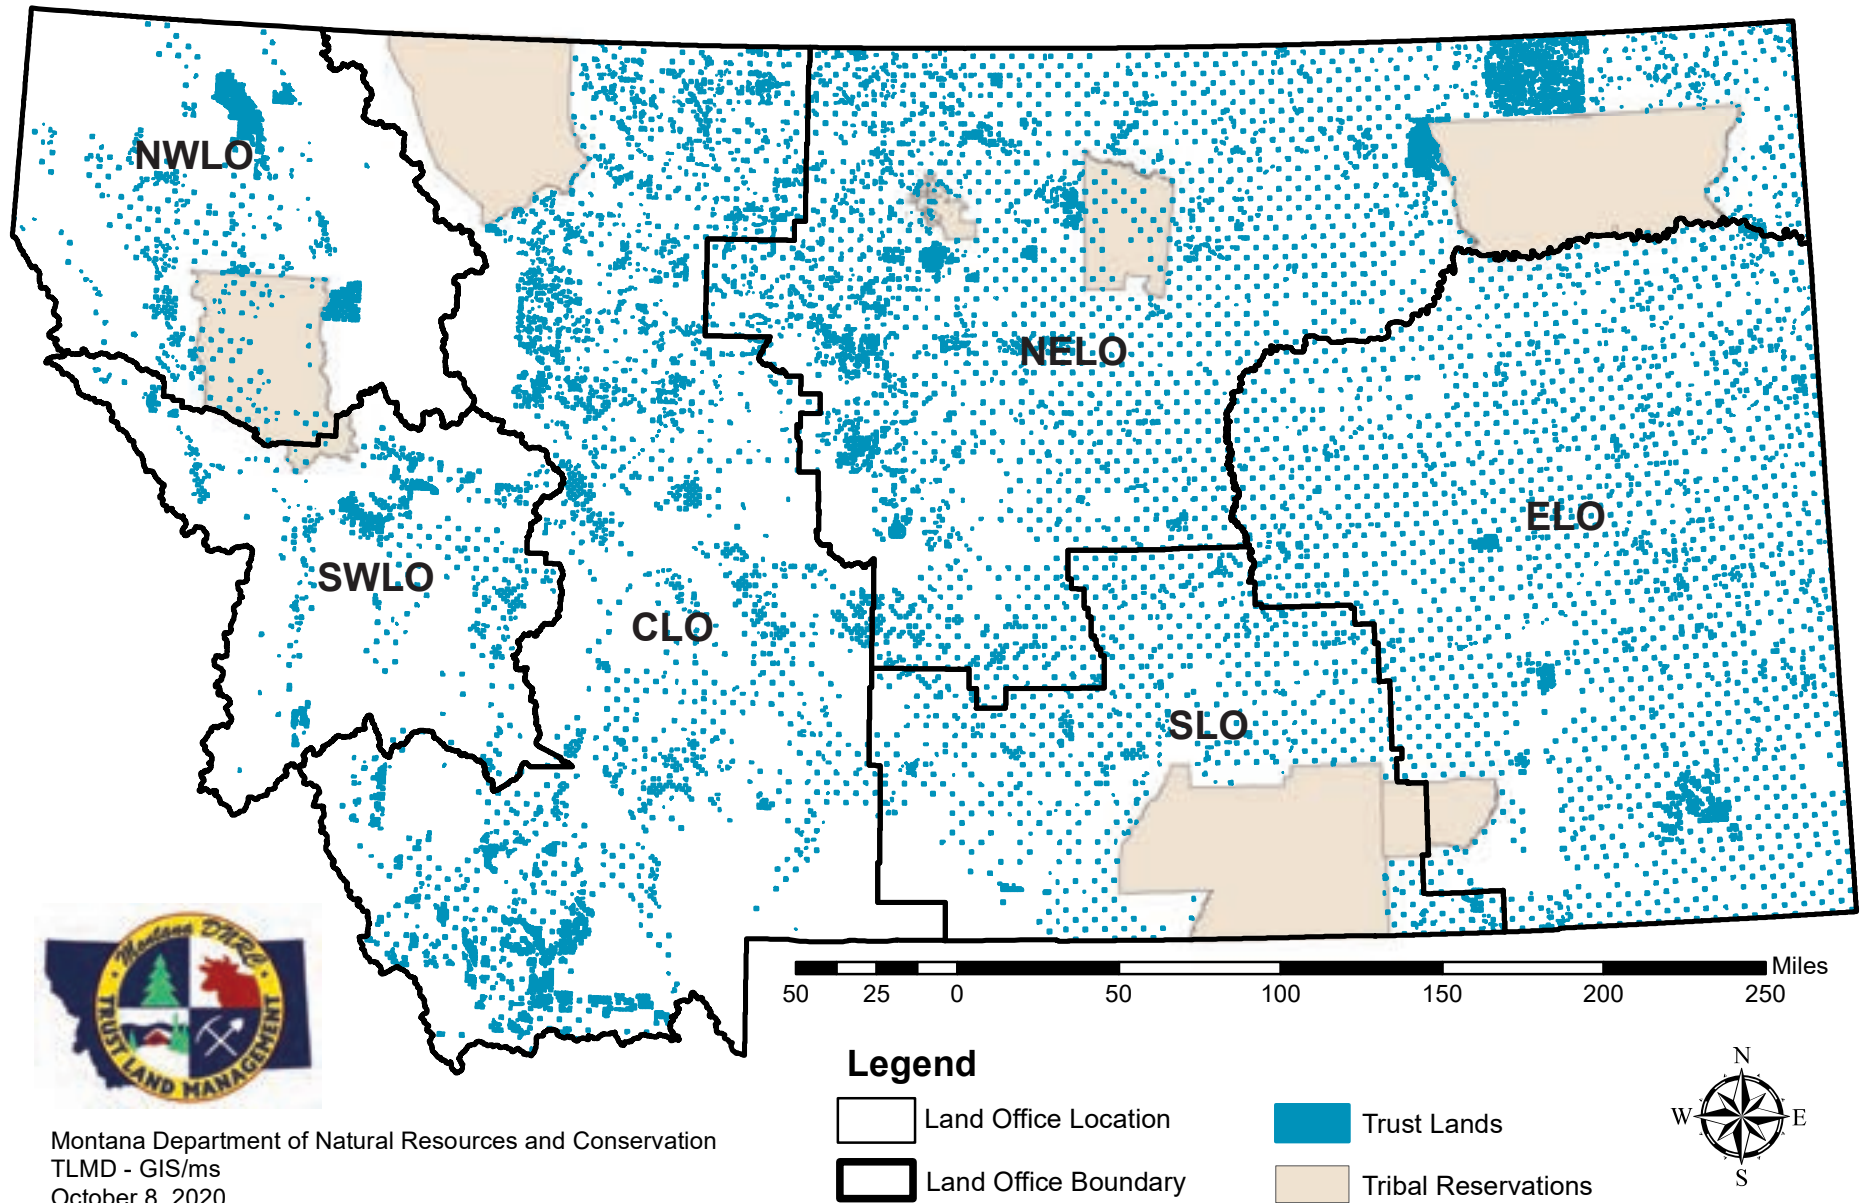 NWLO
NELO
ELO
SWLO
CLO
SLO
Montana DNRC
TRUST LAND MANAGEMENT
Miles
50 25 0 50 100 150 200 250
Legend
Land Office Location
Trust Lands
Land Office Boundary
Tribal Reservations
N
W E
S
Montana Department of Natural Resources and Conservation
TLMD - GIS/ms
October 8, 2020